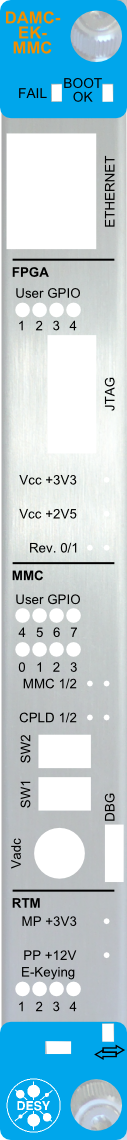 DAMC-
EK-
MMC
FAIL
BOOT
OK
ETHERNET
FPGA
User GPIO
1 2 3 4
JTAG
Vcc +3V3
Vcc +2V5
Rev. 0/1
MMC
User GPIO
4 5 6 7
0 1 2 3
MMC 1/2
CPLD 1/2
SW2
SW1
DBG
Vadc
RTM
MP +3V3
PP +12V
E-Keying
1 2 3 4
DESY